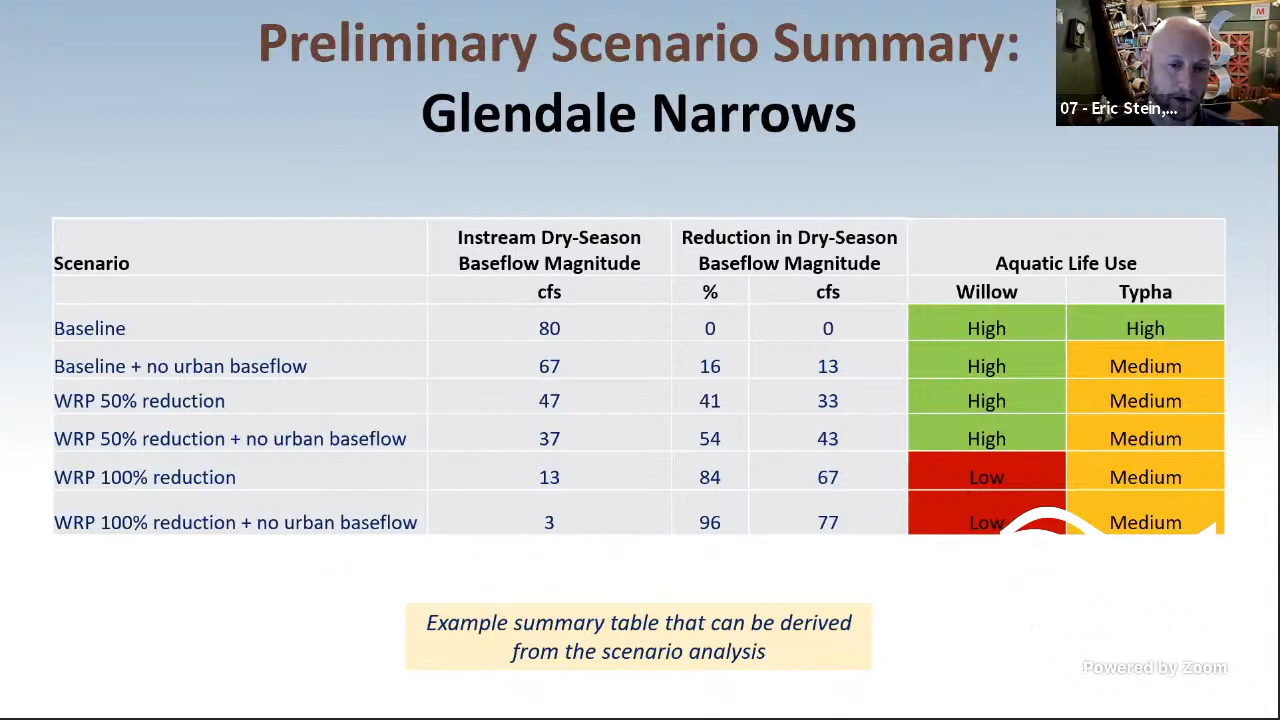 Preliminary Scenario Summary:
Glendale Narrows
M
07 - Eric Stein,...
Scenario Instream Dry-Season Baseflow Magnitude Reduction in Dry-Season Baseflow Magnitude Aquatic Life Use
cfs % cfs Willow Typha
Baseline 80 0 0 High High
Baseline + no urban baseflow 67 16 13 High Medium
WRP 50% reduction 47 41 33 High Medium
WRP 50% reduction + no urban baseflow 37 54 43 High Medium
WRP 100% reduction 13 84 67 Low Medium
WRP 100% reduction + no urban baseflow 3 96 77 Low Medium
Example summary table that can be derived
from the scenario analysis
Powered by Zoom